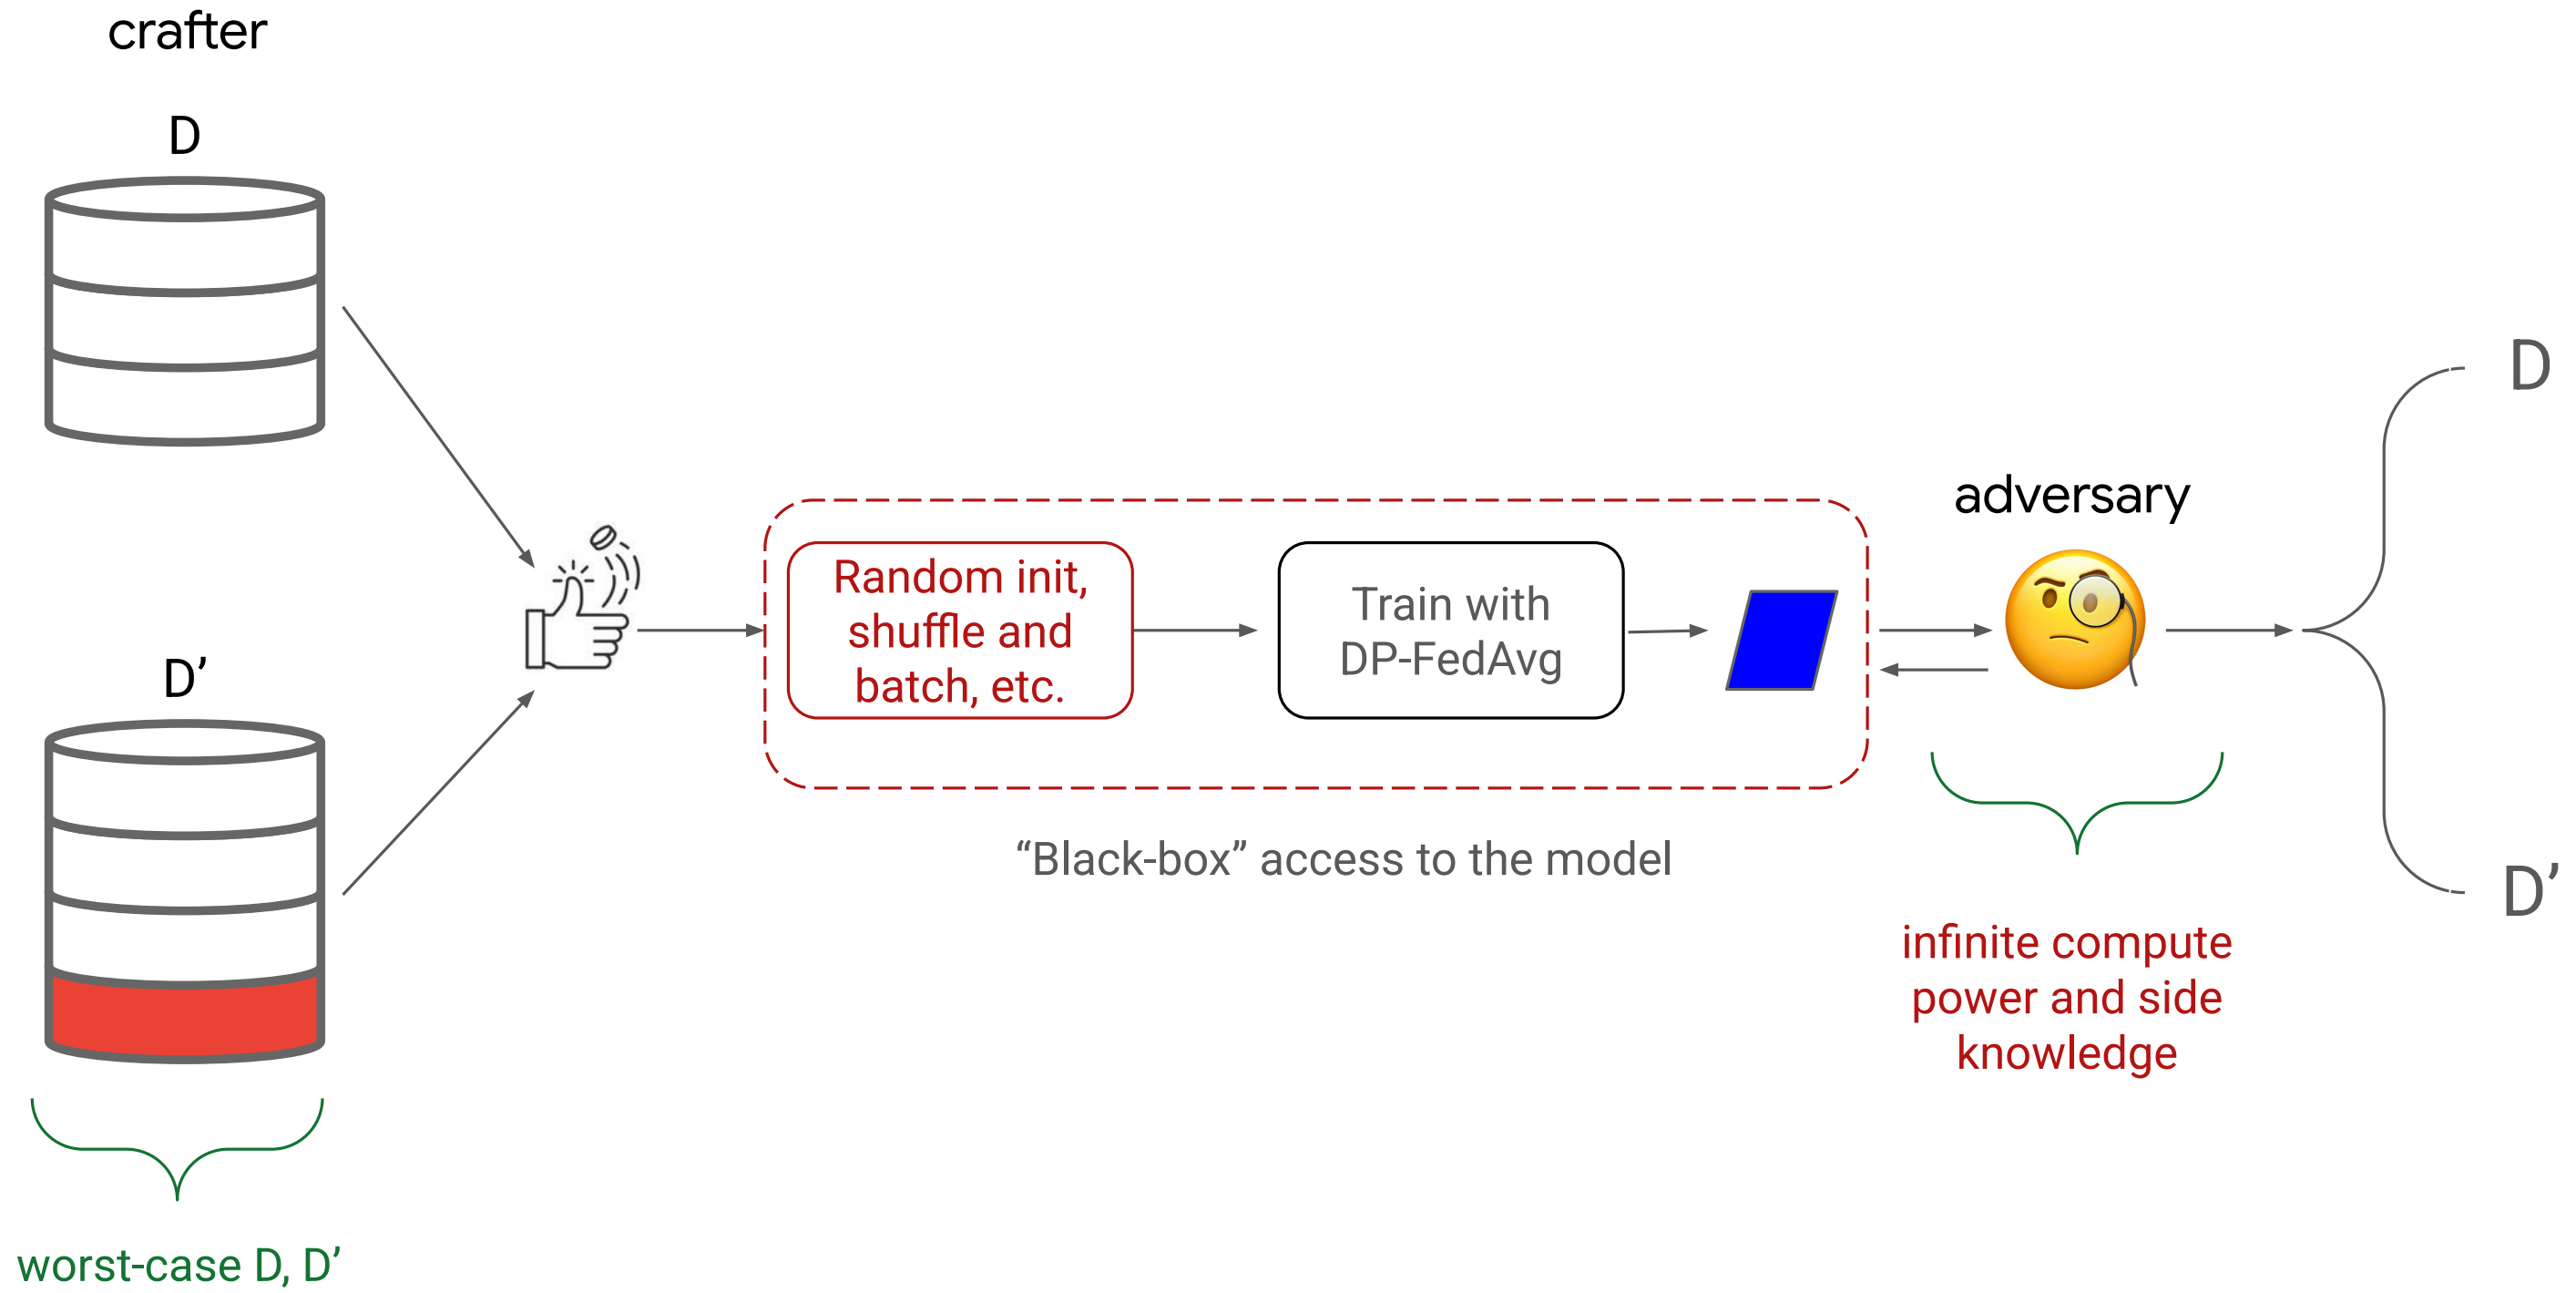 crafter
D
D’
worst-case D, D’
Random init,
shuffle and
batch, etc.
Train with
DP-FedAvg
“Black-box” access to the model
adversary
infinite compute
power and side
knowledge
D
D’